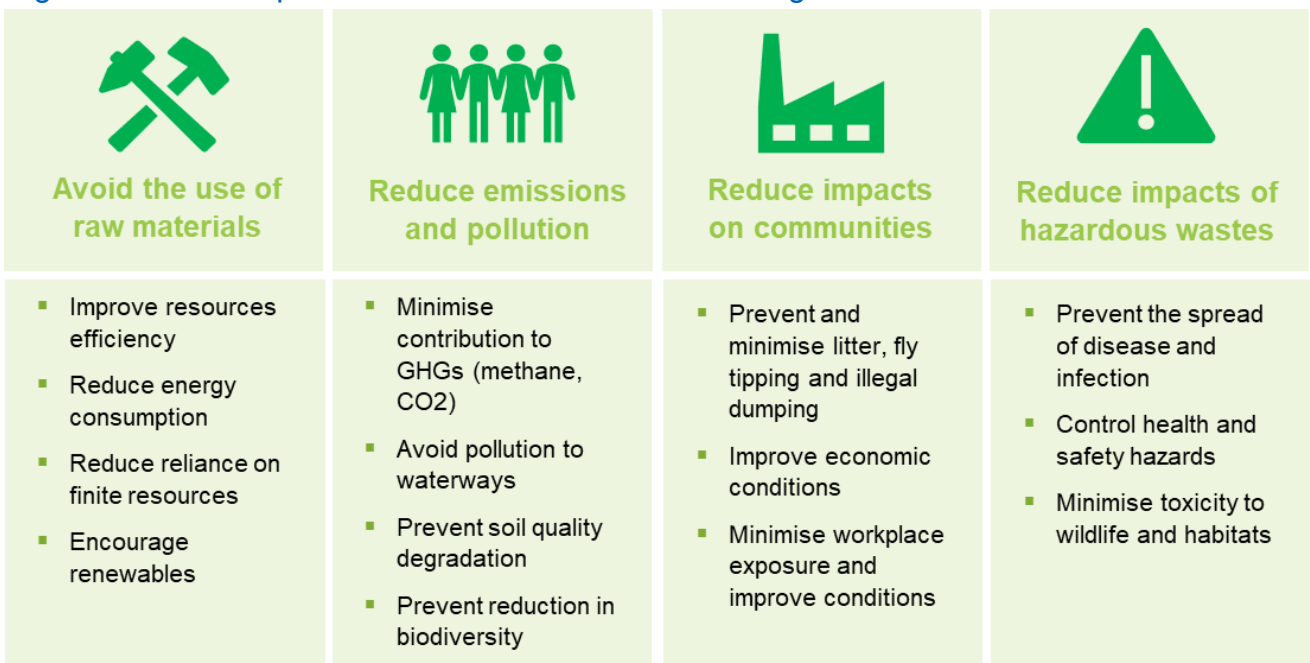 Avoid the use of
raw materials
Reduce emissions
and pollution
Reduce impacts
on communities
Reduce impacts of
hazardous wastes
▪ Improve resources
efficiency
▪ Reduce energy
consumption
▪ Reduce reliance on
finite resources
▪ Encourage
renewables
▪ Minimise
contribution to
GHGs (methane,
CO2)
▪ Avoid pollution to
waterways
▪ Prevent soil quality
degradation
▪ Prevent reduction in
biodiversity
▪ Prevent and
minimise litter, fly
tipping and illegal
dumping
▪ Improve economic
conditions
▪ Minimise workplace
exposure and
improve conditions
▪ Prevent the spread
of disease and
infection
▪ Control health and
safety hazards
▪ Minimise toxicity to
wildlife and habitats